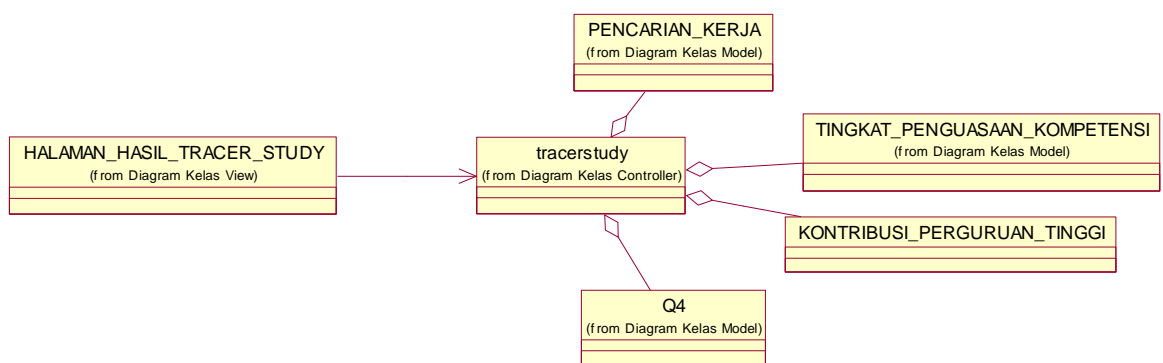 PENCARIAN_KERJA
(from Diagram Kelas Model)
HALAMAN_HASIL_TRACER_STUDY
(from Diagram Kelas View)
tracerstudy
(from Diagram Kelas Controller)
TINGKAT_PENGUASAAN_KOMPETENSI
(from Diagram Kelas Model)
KONTRIBUSI_PERGURUAN_TINGGI
Q4
(from Diagram Kelas Model)